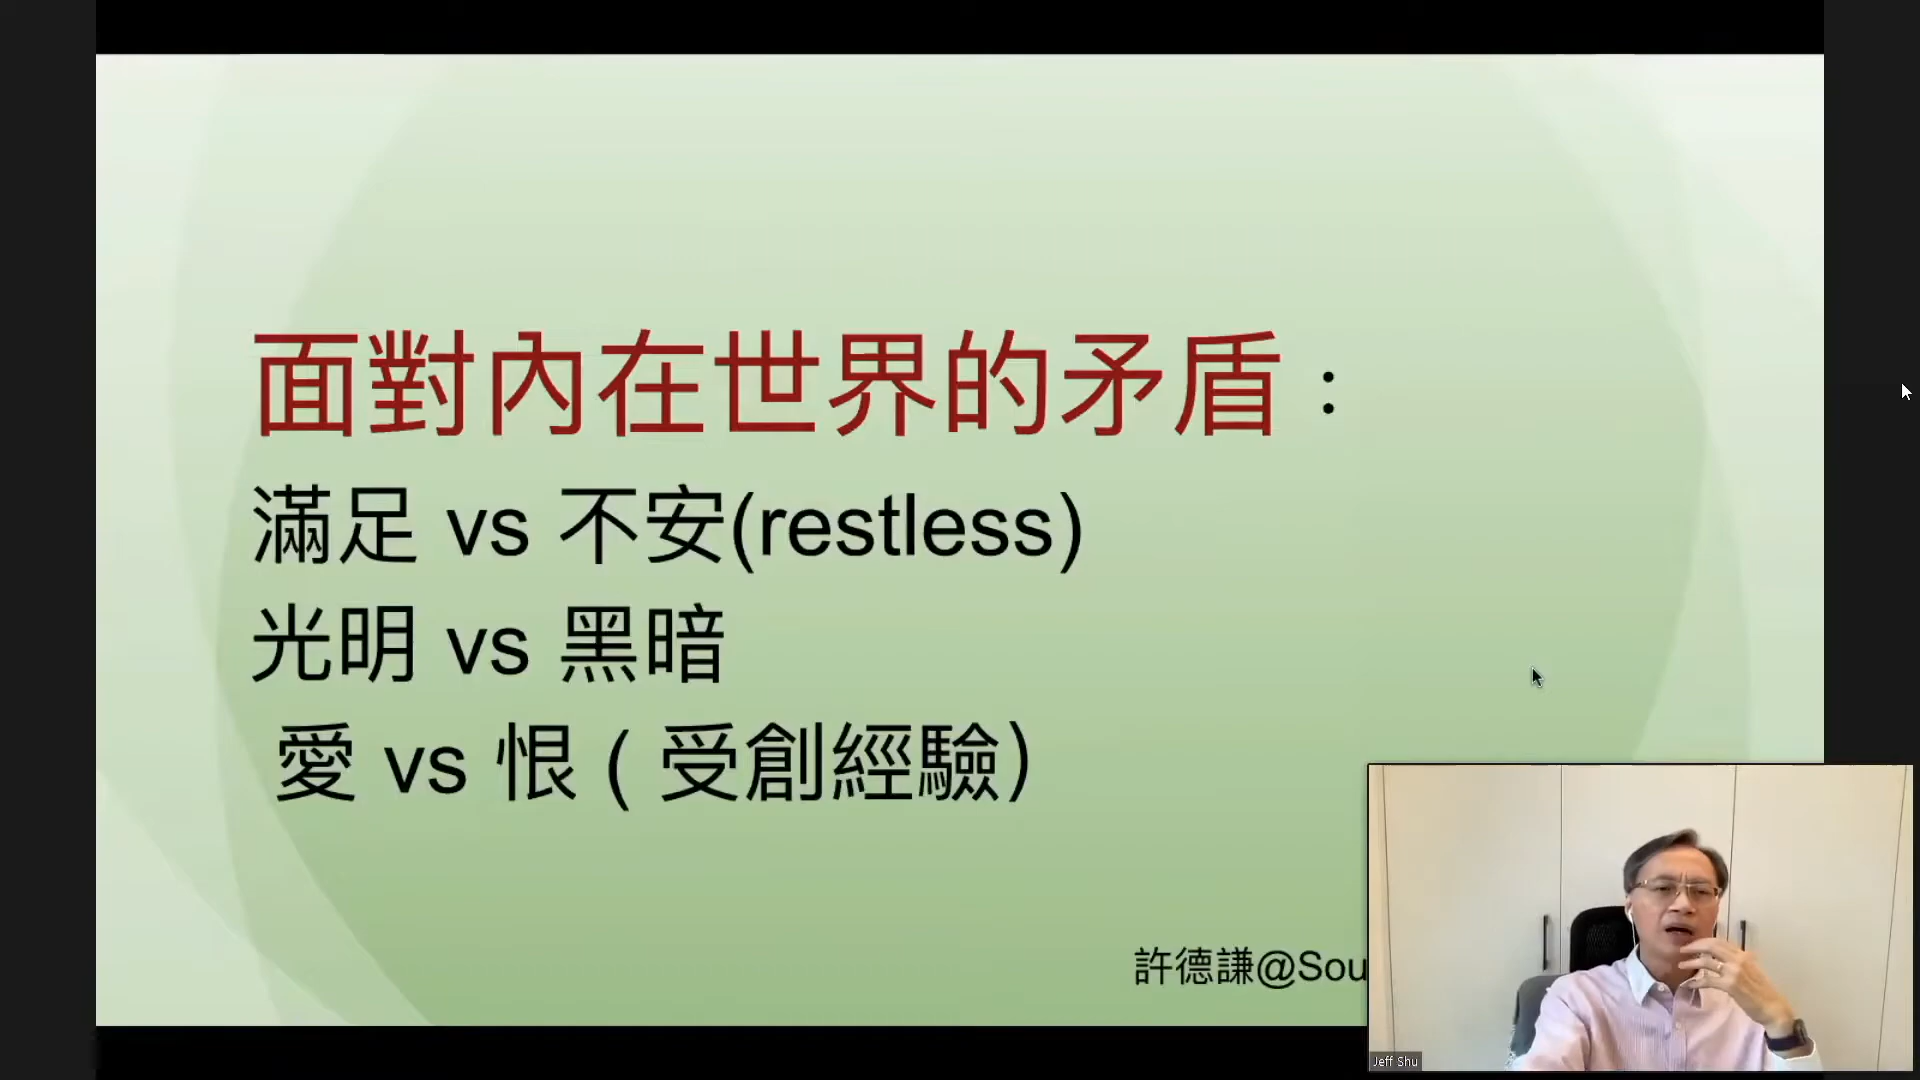 面對內在世界的矛盾：
滿足 vs 不安(restless)
光明 vs 黑暗
愛 vs 恨 ( 受創經驗)
許德謙@Sou
Jeff Shu